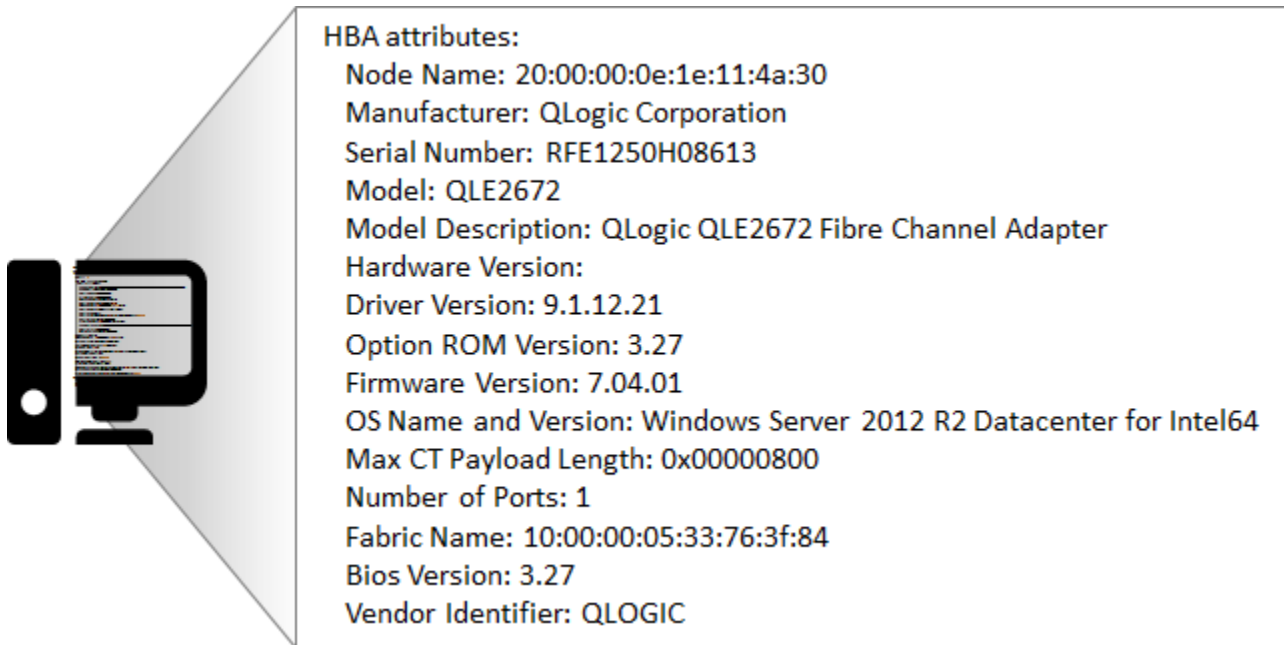 HBA attributes:
Node Name: 20:00:00:0e:1e:11:4a:30
Manufacturer: QLogic Corporation
Serial Number: RFE1250H08613
Model: QLE2672
Model Description: QLogic QLE2672 Fibre Channel Adapter
Hardware Version:
Driver Version: 9.1.12.21
Option ROM Version: 3.27
Firmware Version: 7.04.01
OS Name and Version: Windows Server 2012 R2 Datacenter for Intel64
Max CT Payload Length: 0x00000800
Number of Ports: 1
Fabric Name: 10:00:00:05:33:76:3f:84
Bios Version: 3.27
Vendor Identifier: QLOGIC